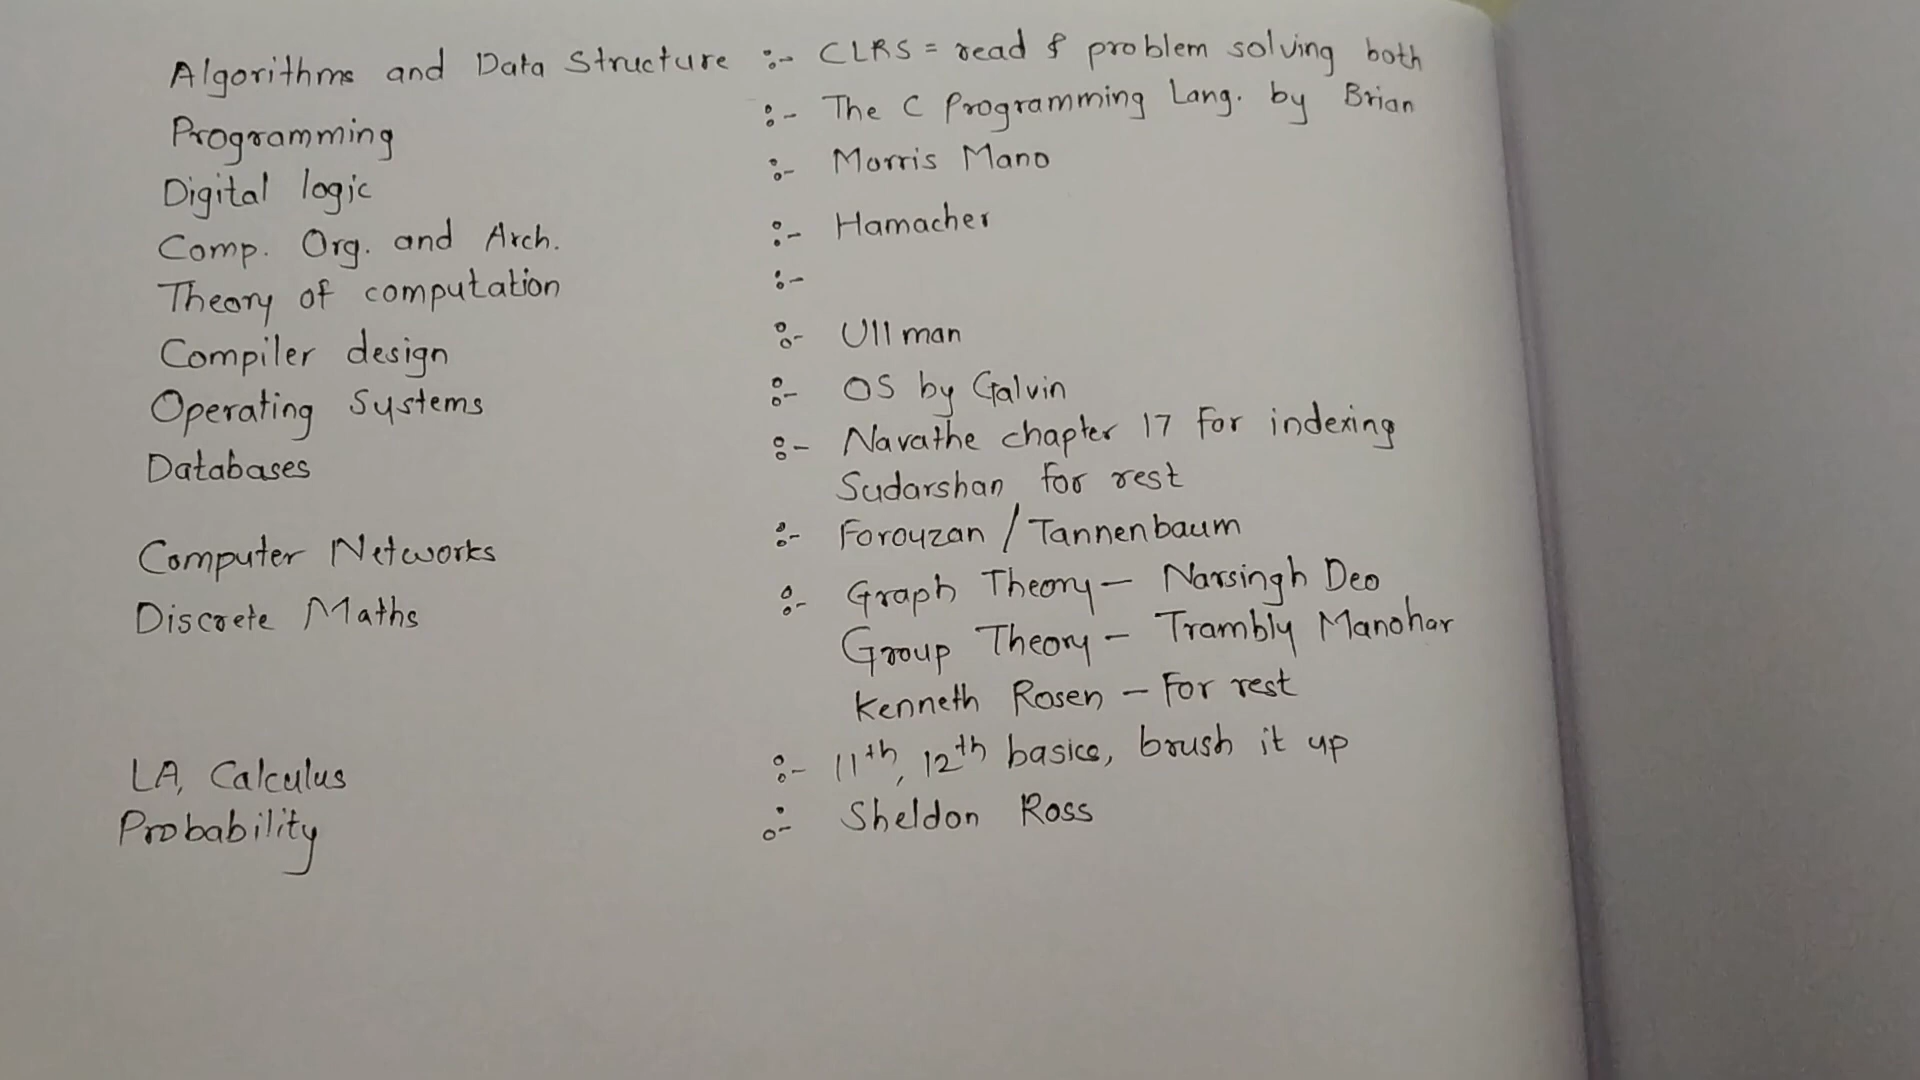 Algorithms and Data Structure :- CLRS = read & problem solving both
Programming :- The C Programming Lang. by Brian
Digital logic :- Morris Mano
Comp. Org. and Arch. :- Hamacher
Theory of computation :-
Compiler design :- Ullman
Operating Systems :- OS by Galvin
Databases :- Navathe chapter 17 For indexing
Sudarshan for rest
Computer Networks :- Forouzan / Tannenbaum
Discrete Maths :- Graph Theory - Narsingh Deo
Group Theory - Trambly Manohar
Kenneth Rosen - For rest
LA, Calculus :- 11th, 12th basics, brush it up
Probability :- Sheldon Ross